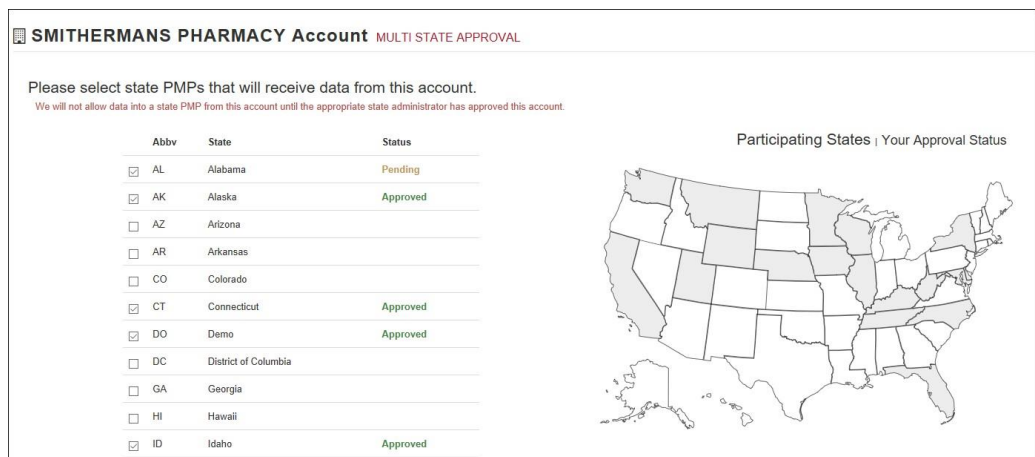 SMITHERMANS PHARMACY Account MULTI STATE APPROVAL
Please select state PMPs that will receive data from this account.
We will not allow data into a state PMP from this account until the appropriate state administrator has approved this account.
Participating States | Your Approval Status
Abbv State Status
AL Alabama Pending
AK Alaska Approved
AZ Arizona
AR Arkansas
CO Colorado
CT Connecticut Approved
DO Demo Approved
DC District of Columbia
GA Georgia
HI Hawaii
ID Idaho Approved